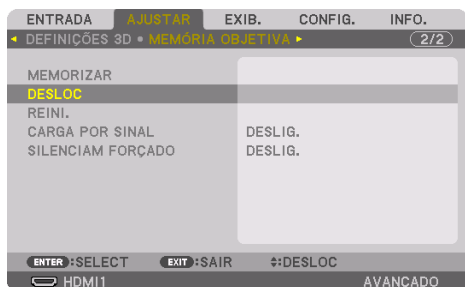 ENTRADA AJUSTAR EXIB. CONFIG. INFO.
DEFINIÇÕES 3D • MEMÓRIA OBJETIVA 2/2
MEMORIZAR
DESLOC
REINI.
CARGA POR SINAL DESLIG.
SILENCIAM FORÇADO DESLIG.
ENTER :SELECT EXIT :SAIR :DESLOC
HDMI1 AVANÇADO